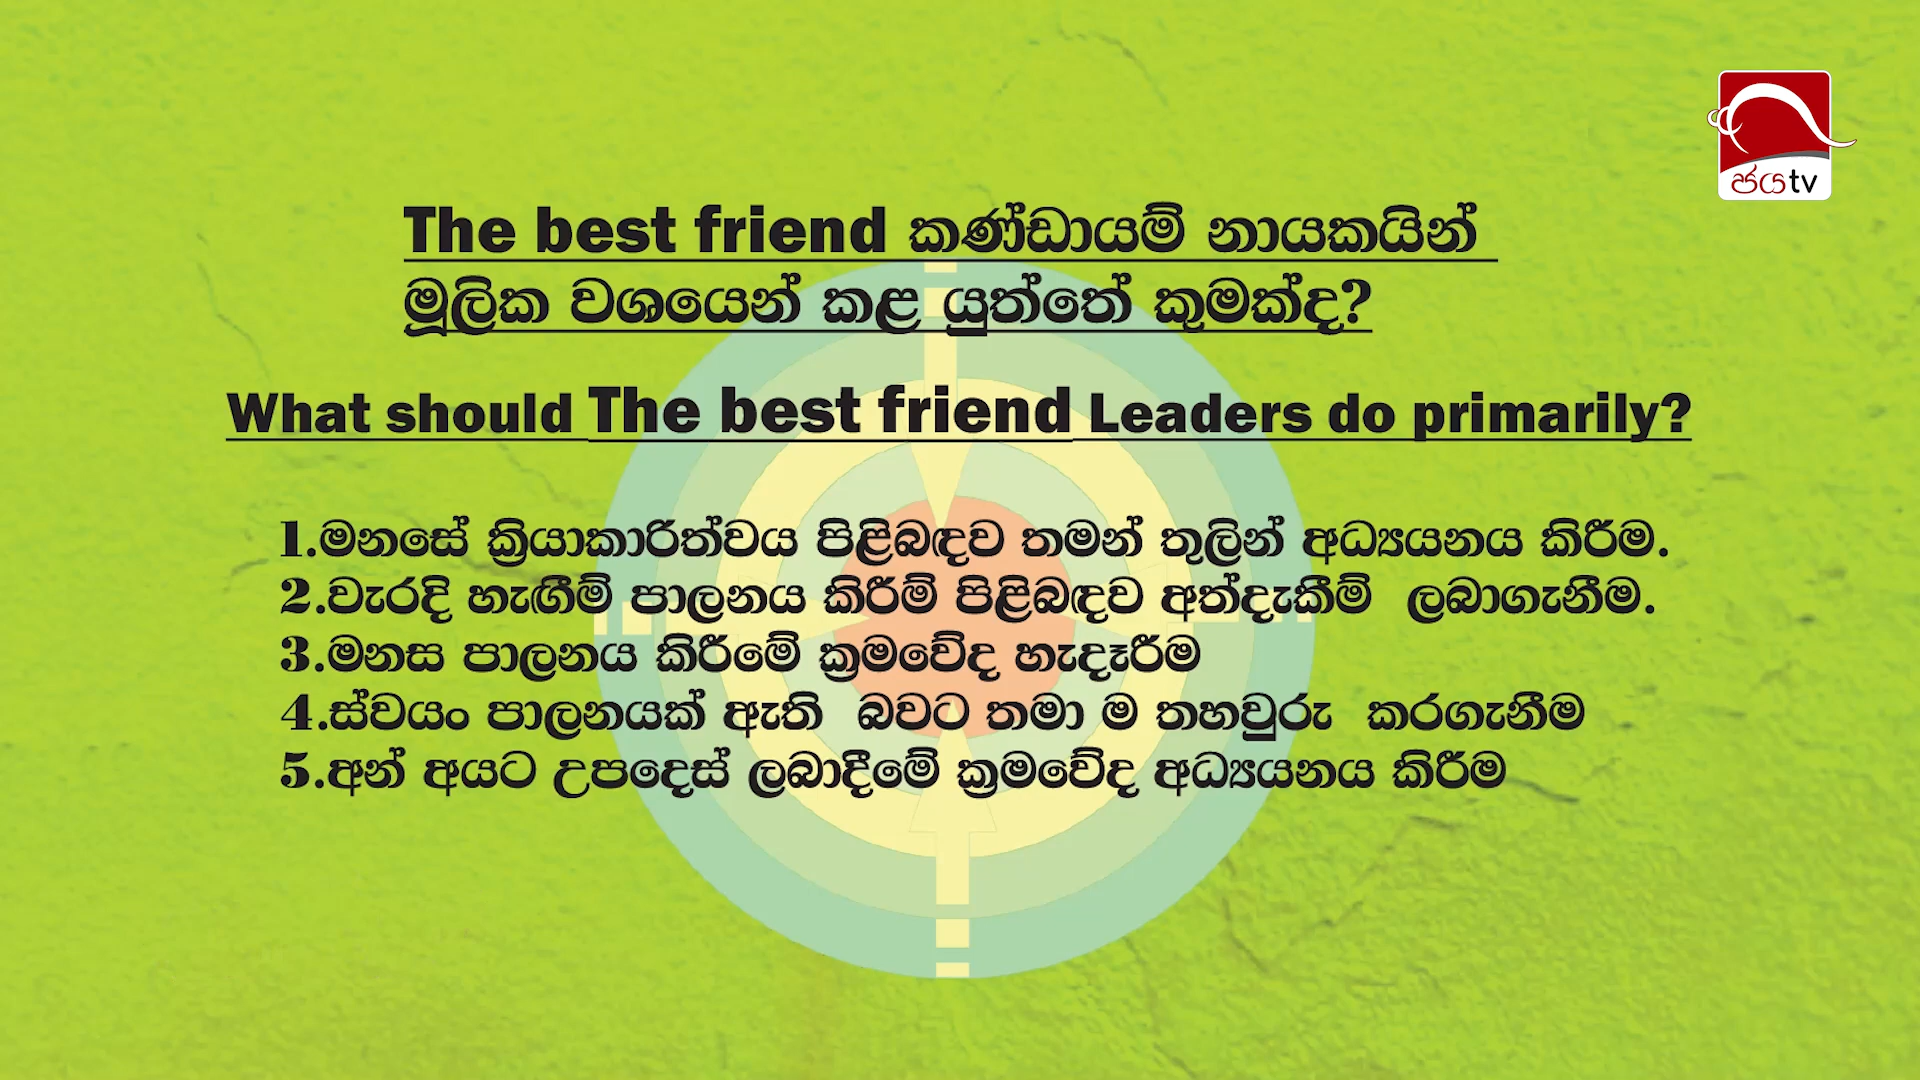 ජයtv
The best friend කණ්ඩායම් නායකයින්
මූලික වශයෙන් කළ යුත්තේ කුමක්ද?
What should The best friend Leaders do primarily?
1.මනසේ ක්‍රියාකාරිත්වය පිළිබඳව තමන් තුලින් අධ්‍යයනය කිරීම.
2.වැරදි හැඟීම් පාලනය කිරීම් පිළිබඳව අත්දැකීම් ලබාගැනීම.
3.මනස පාලනය කිරීමේ ක්‍රමවේද හැදෑරීම
4.ස්වයං පාලනයක් ඇති බවට තමා ම තහවුරු කරගැනීම
5.අන් අයට උපදෙස් ලබාදීමේ ක්‍රමවේද අධ්‍යයනය කිරීම